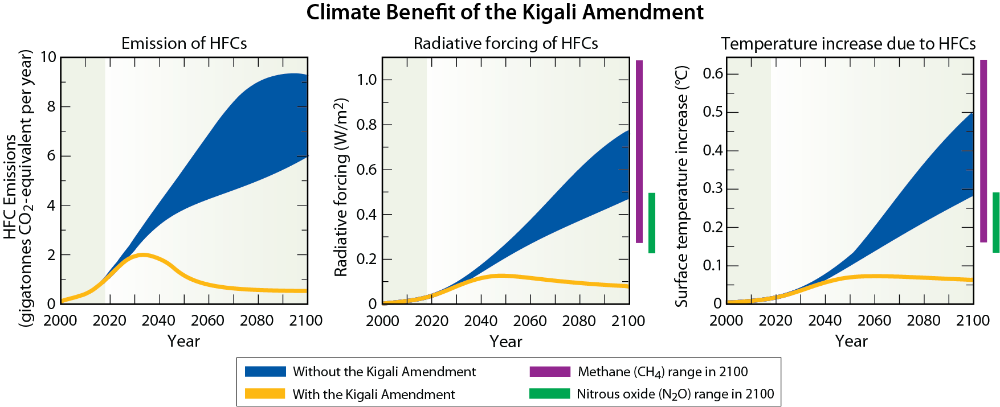 Climate Benefit of the Kigali Amendment
Emission of HFCs
HFC Emissions
(gigatonnes CO2-equivalent per year)
10
8
6
4
2
0
2000 2020 2040 2060 2080 2100
Year
Radiative forcing of HFCs
Radiative forcing (W/m2)
1.0
0.8
0.6
0.4
0.2
0
2000 2020 2040 2060 2080 2100
Year
Temperature increase due to HFCs
Surface temperature increase (°C)
0.6
0.5
0.4
0.3
0.2
0.1
0
2000 2020 2040 2060 2080 2100
Year
Without the Kigali Amendment
With the Kigali Amendment
Methane (CH4) range in 2100
Nitrous oxide (N2O) range in 2100